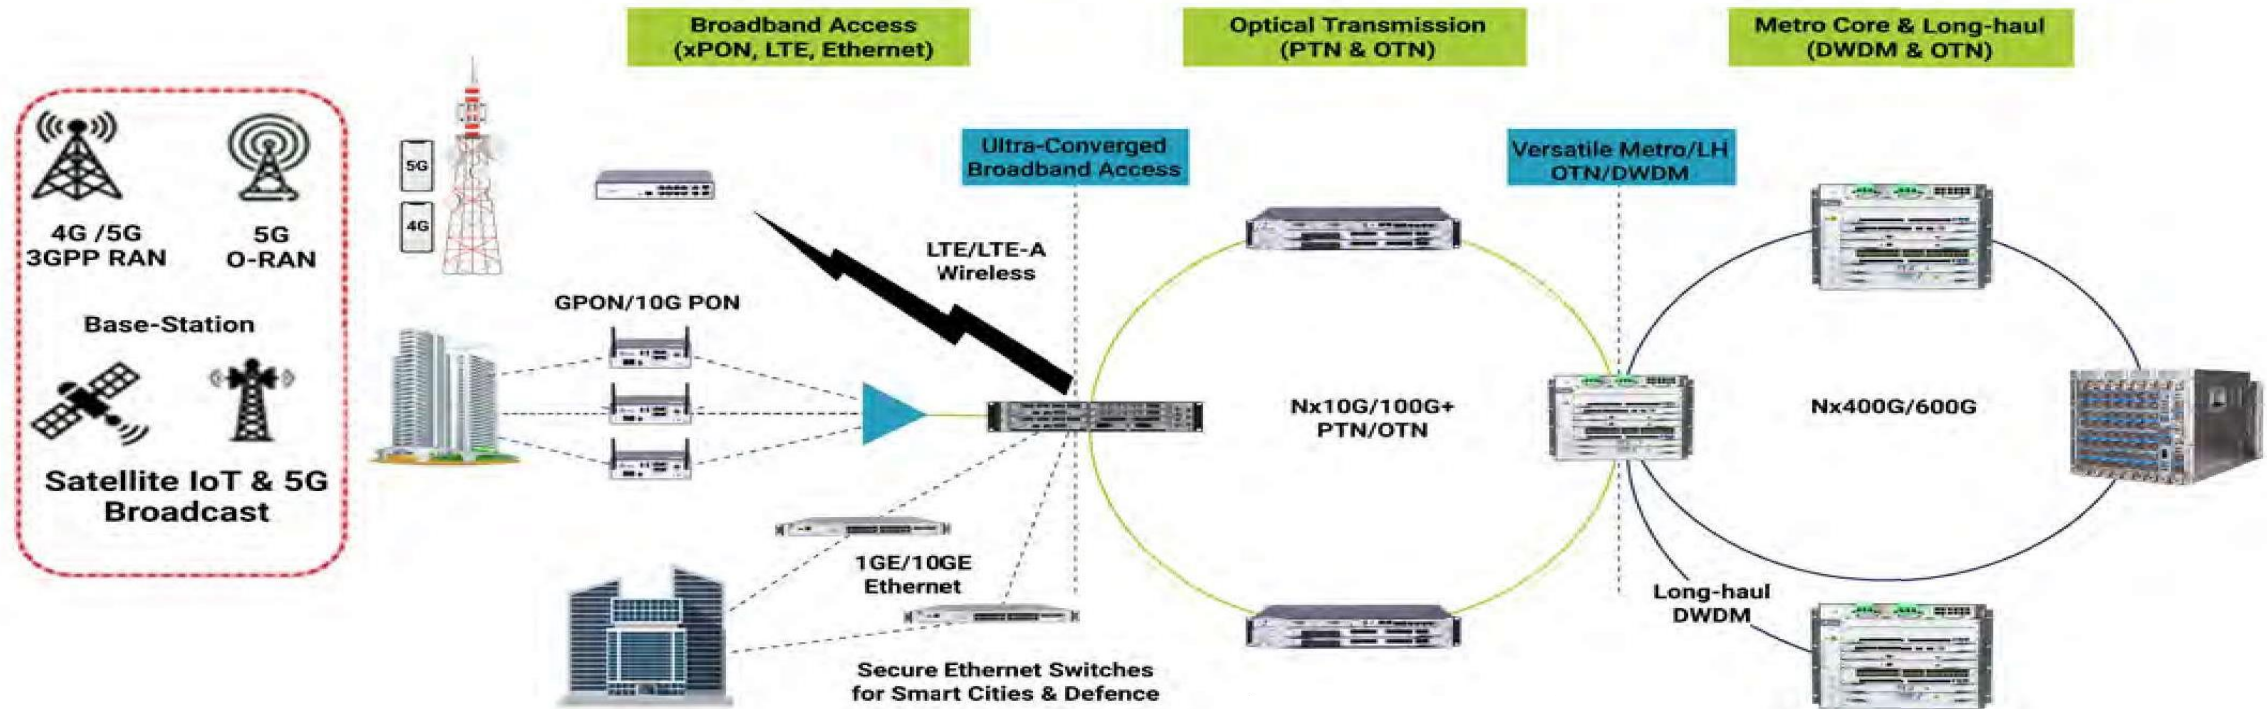 Broadband Access
(xPON, LTE, Ethernet)
Optical Transmission
(PTN & OTN)
Metro Core & Long-haul
(DWDM & OTN)
4G /5G
3GPP RAN
5G
O-RAN
Base-Station
Satellite IoT & 5G
Broadcast
5G
4G
GPON/10G PON
LTE/LTE-A
Wireless
Ultra-Converged
Broadband Access
Versatile Metro/LH
OTN/DWDM
Nx10G/100G+
PTN/OTN
Nx400G/600G
1GE/10GE
Ethernet
Secure Ethernet Switches
for Smart Cities & Defence
Long-haul
DWDM